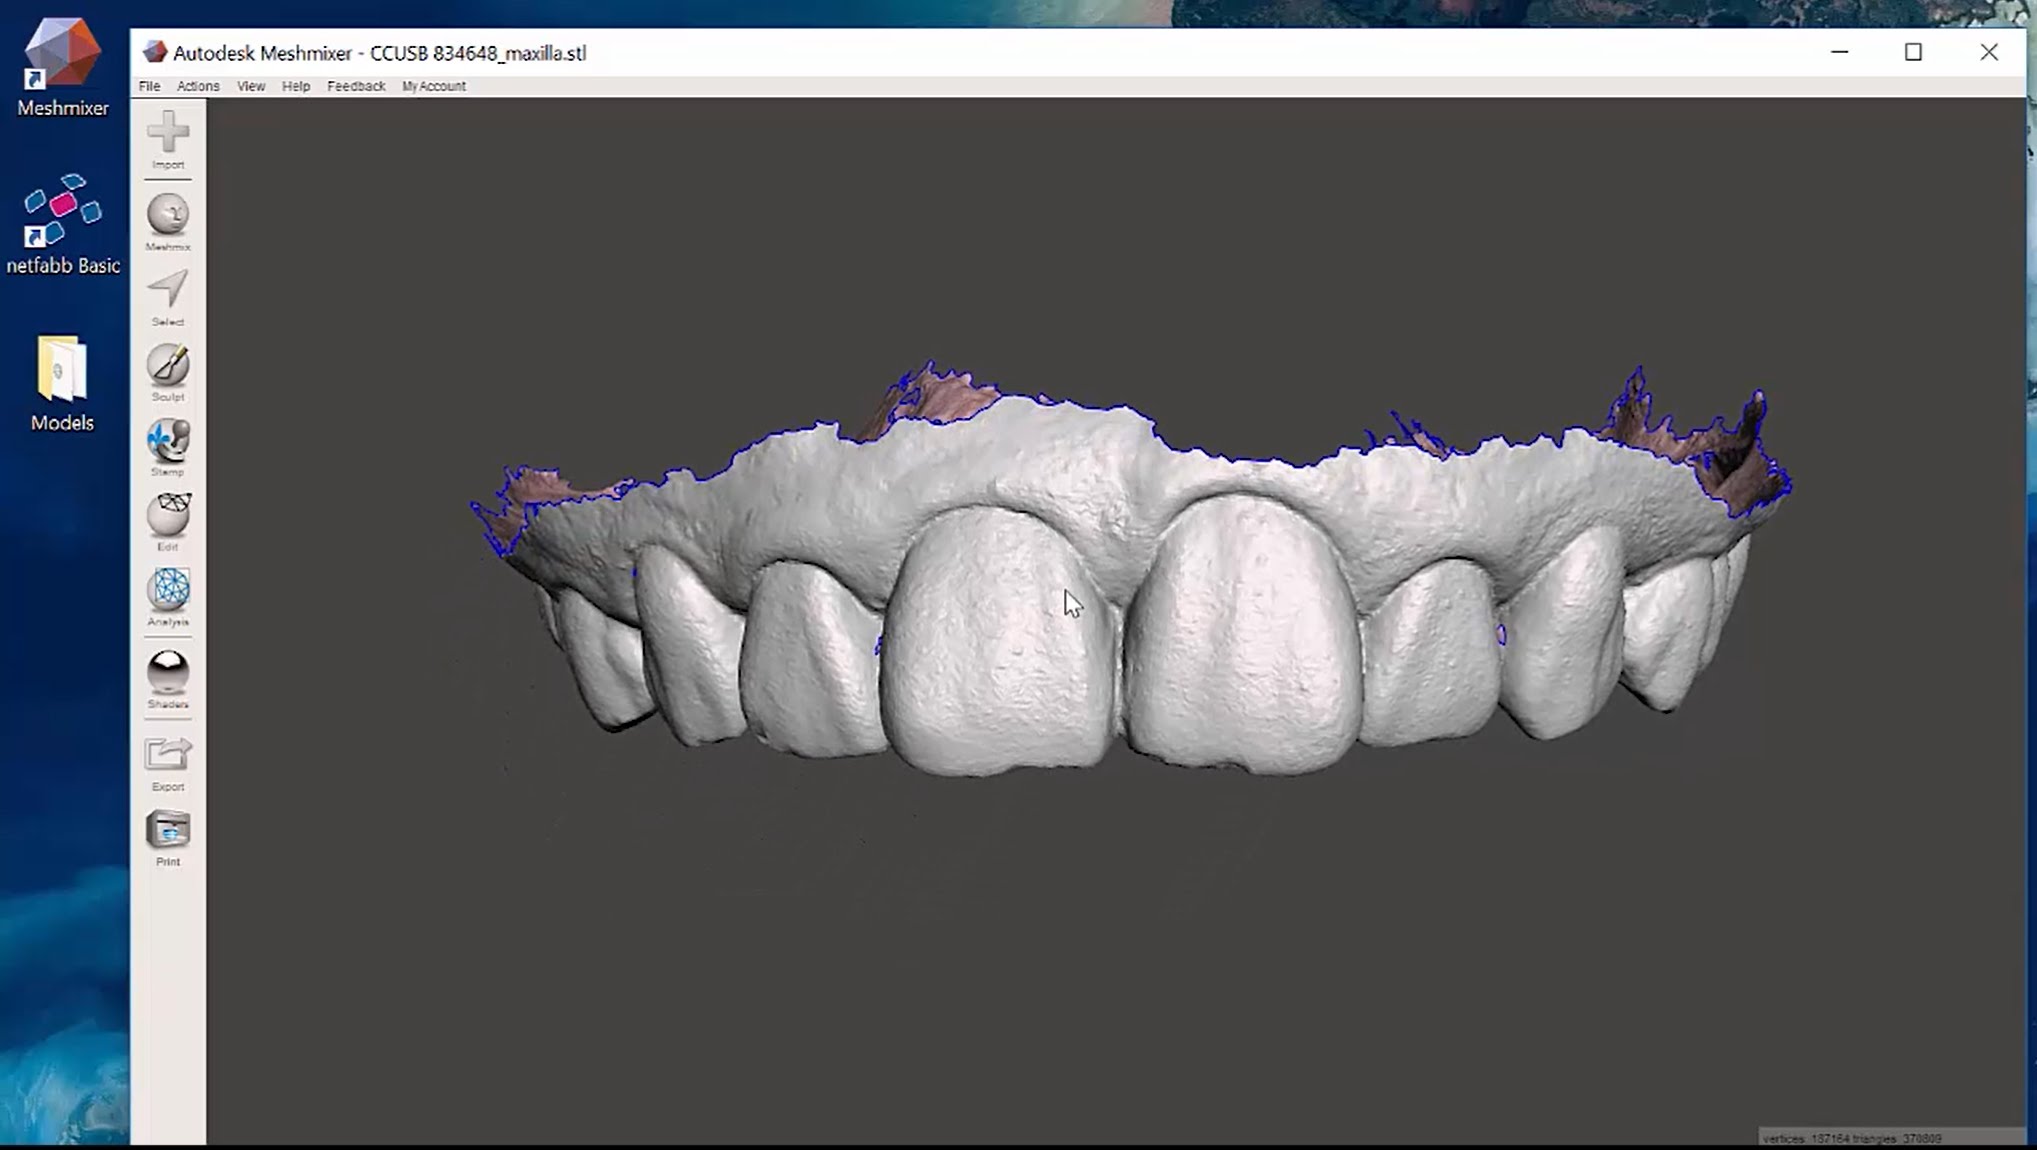 Autodesk Meshmixer - CCUSB 834648_maxilla.stl
File Actions View Help Feedback My Account
Meshmixer
netfabb Basic
Models
Import
Meshmix
Select
Sculpt
Stamp
Edit
Analysis
Shaders
Export
Print
vertices: 187164 triangles: 370809